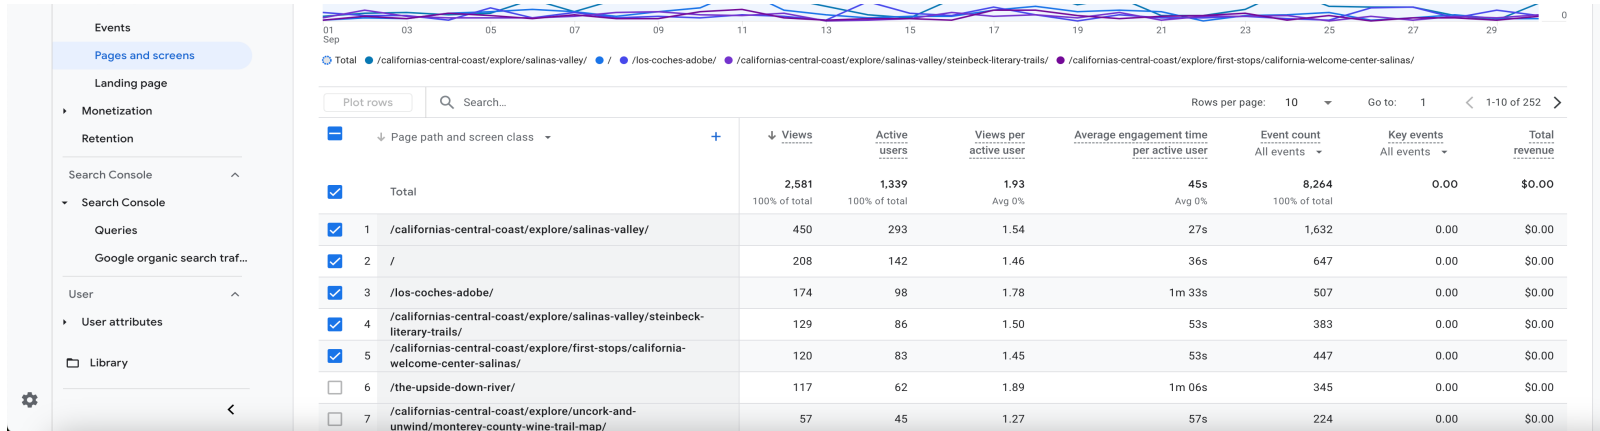 Events
Pages and screens
Landing page
Monetization
Retention
Search Console
Search Console
Queries
Google organic search traf...
User
User attributes
Library
0
01 03 05 07 09 11 13 15 17 19 21 23 25 27 29
Sep
Total /californias-central-coast/explore/salinas-valley/ / /los-coches-adobe/ /californias-central-coast/explore/salinas-valley/steinbeck-literary-trails/ /californias-central-coast/explore/first-stops/california-welcome-center-salinas/
Plot rows Search... Rows per page: 10 Go to: 1 1-10 of 252
Page path and screen class + Views Active users Views per active user Average engagement time per active user Event count All events Key events All events Total revenue
Total 2,581 1,339 1.93 45s 8,264 0.00 $0.00
100% of total 100% of total Avg 0% Avg 0% 100% of total
1 /californias-central-coast/explore/salinas-valley/ 450 293 1.54 27s 1,632 0.00 $0.00
2 / 208 142 1.46 36s 647 0.00 $0.00
3 /los-coches-adobe/ 174 98 1.78 1m 33s 507 0.00 $0.00
4 /californias-central-coast/explore/salinas-valley/steinbeck-
literary-trails/ 129 86 1.50 53s 383 0.00 $0.00
5 /californias-central-coast/explore/first-stops/california-
welcome-center-salinas/ 120 83 1.45 53s 447 0.00 $0.00
6 /the-upside-down-river/ 117 62 1.89 1m 06s 345 0.00 $0.00
7 /californias-central-coast/explore/uncork-and-
unwind/monterey-county-wine-trail-map/ 57 45 1.27 57s 224 0.00 $0.00